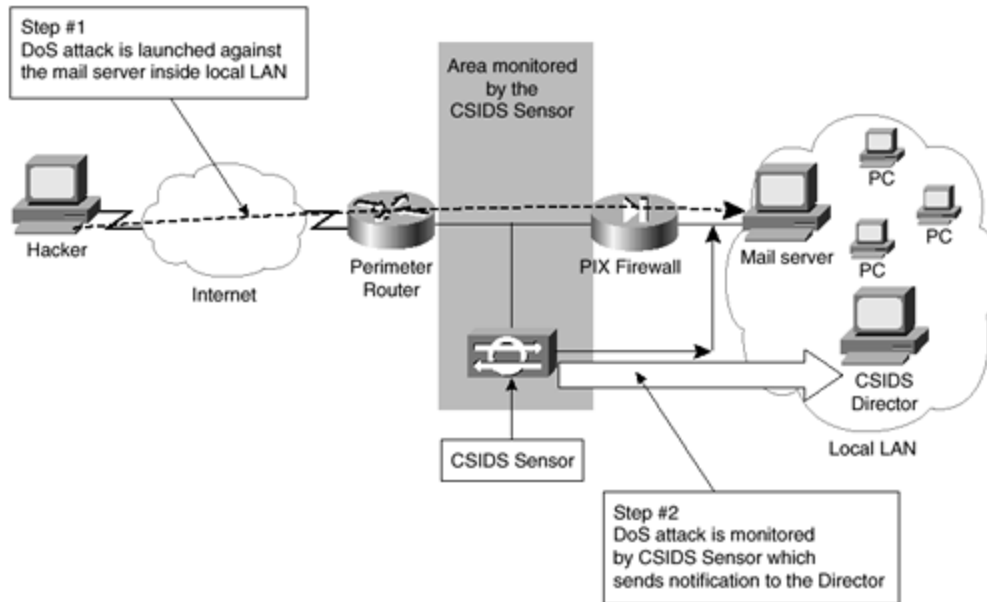 Step #1
DoS attack is launched against
the mail server inside local LAN
Area monitored
by the
CSIDS Sensor
Hacker
Internet
Perimeter
Router
PIX Firewall
Mail server
PC
PC
PC
CSIDS
Director
Local LAN
CSIDS Sensor
Step #2
DoS attack is monitored
by CSIDS Sensor which
sends notification to the Director